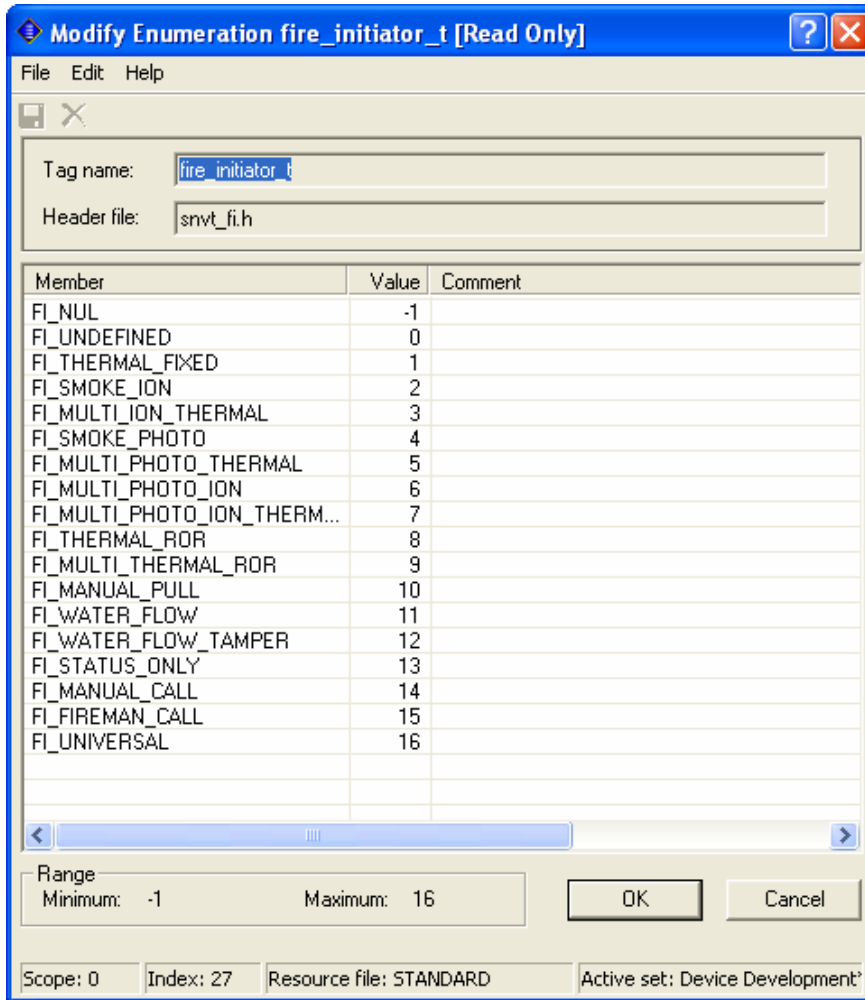 Modify Enumeration fire_initiator_t [Read Only]
File Edit Help
Tag name: fire_initiator_t
Header file: snvt_fi.h
Member Value Comment
FI_NUL -1
FI_UNDEFINED 0
FI_THERMAL_FIXED 1
FI_SMOKE_ION 2
FI_MULTI_ION_THERMAL 3
FI_SMOKE_PHOTO 4
FI_MULTI_PHOTO_THERMAL 5
FI_MULTI_PHOTO_ION 6
FI_MULTI_PHOTO_ION_THERM... 7
FI_THERMAL_ROR 8
FI_MULTI_THERMAL_ROR 9
FI_MANUAL_PULL 10
FI_WATER_FLOW 11
FI_WATER_FLOW_TAMPER 12
FI_STATUS_ONLY 13
FI_MANUAL_CALL 14
FI_FIREMAN_CALL 15
FI_UNIVERSAL 16
Range
Minimum: -1 Maximum: 16 OK Cancel
Scope: 0 Index: 27 Resource file: STANDARD Active set: Device Development*